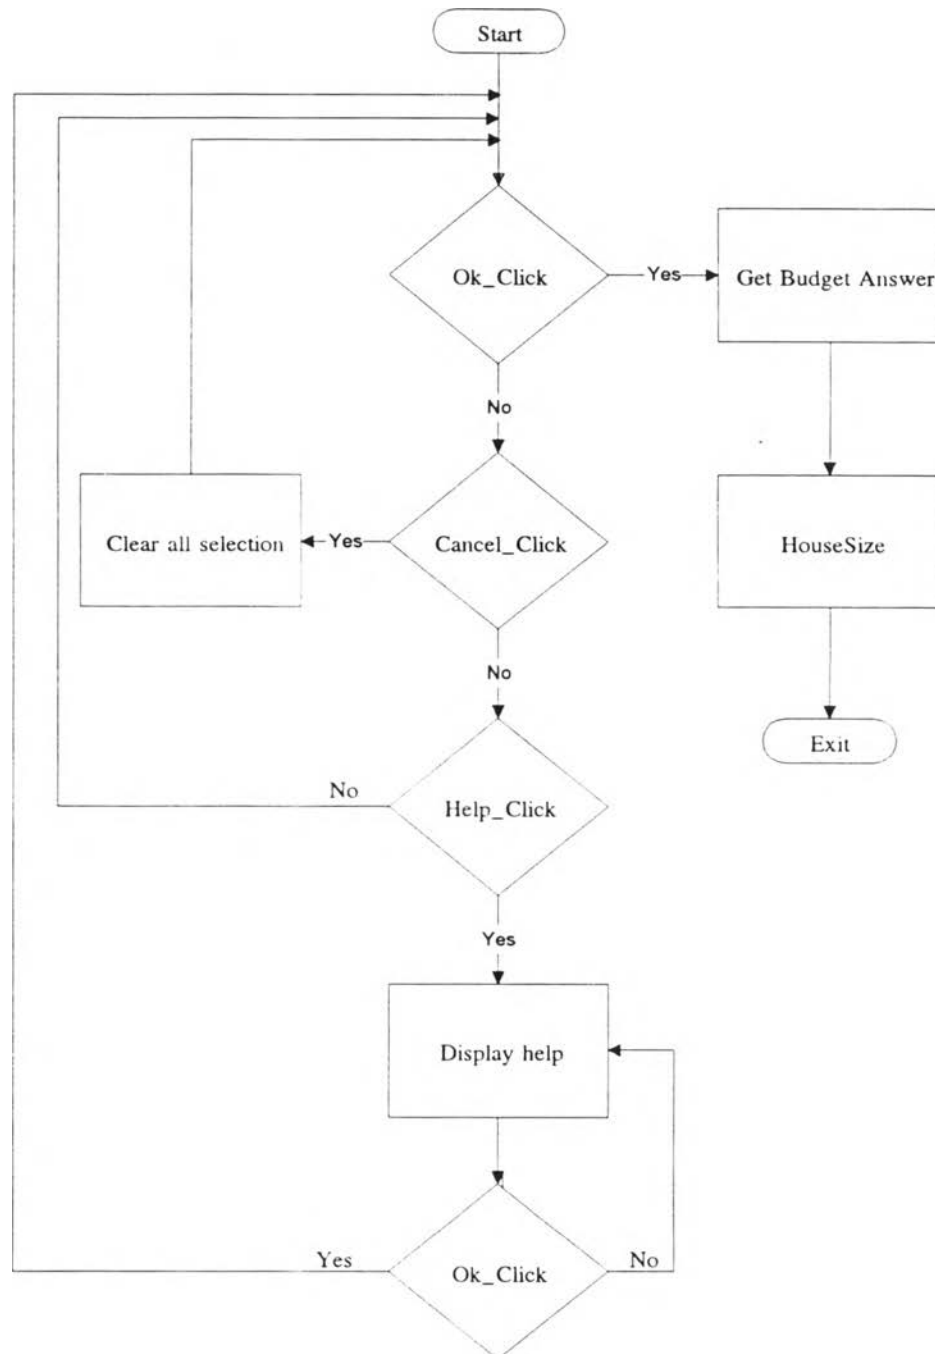 Start
Ok_Click
Yes
Get Budget Answer
No
Clear all selection
Yes
Cancel_Click
HouseSize
No
Exit
No
Help_Click
Yes
Display help
Yes
Ok_Click
No